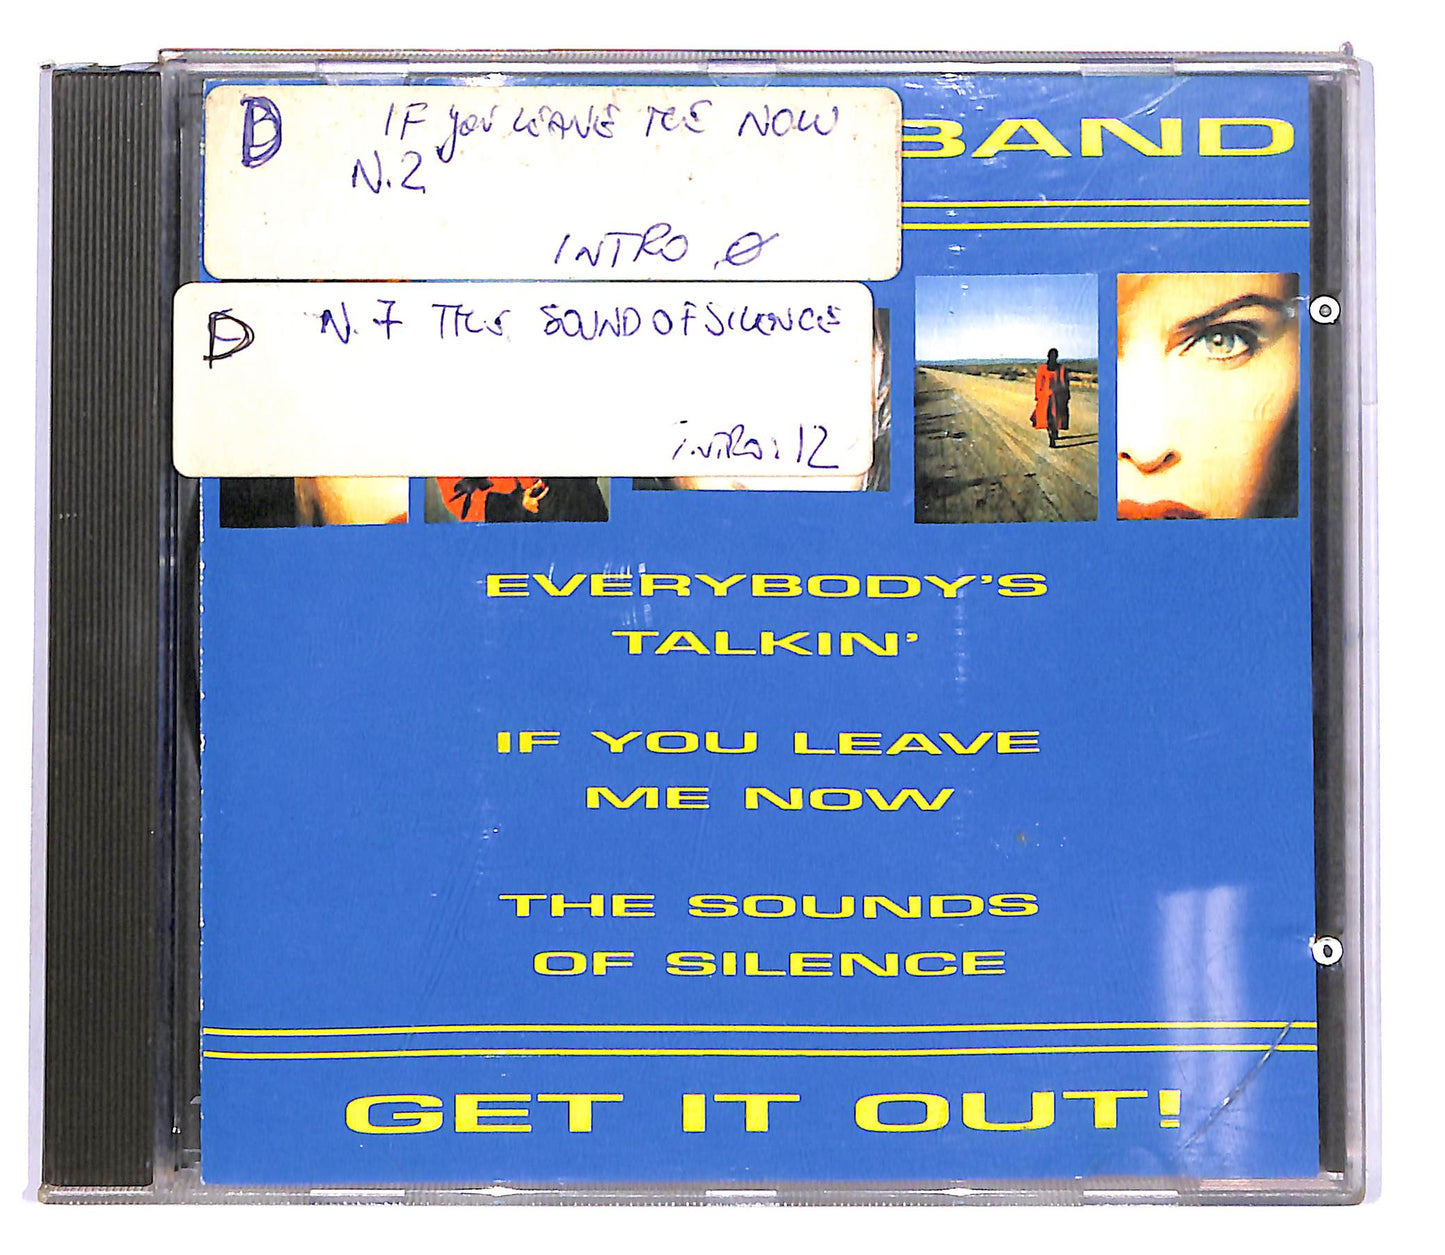 BAND
D IF you LEAVE ME NOW
N.2
INTRO Ø
D N. 7 THE SOUND OF SILENCE
INTRO: 12
EVERYBODY'S
TALKIN'
IF YOU LEAVE
ME NOW
THE SOUNDS
OF SILENCE
GET IT OUT!